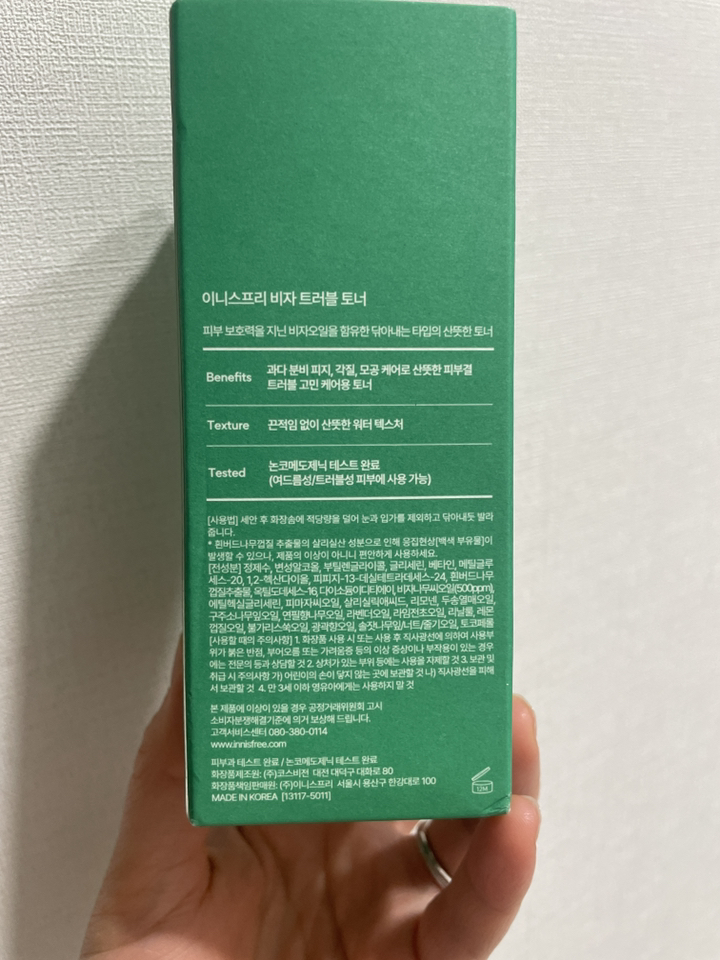 이니스프리 비자 트러블 토너
피부 보호력을 지닌 비자오일을 함유한 닦아내는 타입의 산뜻한 토너
Benefits 과다 분비 피지, 각질, 모공 케어로 산뜻한 피부결
트러블 고민 케어용 토너
Texture 끈적임 없이 산뜻한 워터 텍스처
Tested 논코메도제닉 테스트 완료
(여드름성/트러블성 피부에 사용 가능)
[사용법] 세안 후 화장솜에 적당량을 덜어 눈과 입가를 제외하고 닦아내듯 발라
줍니다.
* 흰버드나무껍질 추출물의 살리실산 성분으로 인해 응집현상(백색 부유물)이
발생할 수 있으나, 제품의 이상이 아니니 편안하게 사용하세요.
[전성분] 정제수, 변성알코올, 부틸렌글라이콜, 글리세린, 베타인, 메틸글루
세스-20, 1,2-헥산다이올, 피피지-13-데실테트라데세스-24, 흰버드나무
껍질추출물, 옥틸도데세스-16, 다이소듐이디티에이, 비자나무씨오일(500ppm),
에틸헥실글리세린, 피마자씨오일, 살리실릭애씨드, 리모넨, 두송열매오일,
구주소나무잎오일, 연필향나무오일, 라벤더오일, 라임전초오일, 리날룰, 레몬
껍질오일, 불가리스쑥오일, 광곽향오일, 솔잣나무잎/너트/줄기오일, 토코페롤
[사용할 때의 주의사항] 1. 화장품 사용 시 또는 사용 후 직사광선에 의하여 사용부
위가 붉은 반점, 부어오름 또는 가려움증 등의 이상 증상이나 부작용이 있는 경우
에는 전문의 등과 상담할 것 2. 상처가 있는 부위 등에는 사용을 자제할 것 3. 보관 및
취급 시 주의사항 가) 어린이의 손이 닿지 않는 곳에 보관할 것 나) 직사광선을 피해
서 보관할 것 4. 만 3세 이하 영유아에게는 사용하지 말 것
본 제품에 이상이 있을 경우 공정거래위원회 고시
소비자분쟁해결기준에 의거 보상해 드립니다.
고객서비스센터 080-380-0114
www.innisfree.com
피부과 테스트 완료 / 논코메도제닉 테스트 완료
화장품제조원: (주)코스비전 대전 대덕구 대화로 80
화장품책임판매원: (주)이니스프리 서울시 용산구 한강대로 100
MADE IN KOREA [13117-5011]
12M